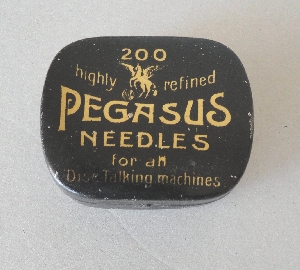 200
highly refined
PEGASUS
NEEDLES
for all
Disc Talking machines